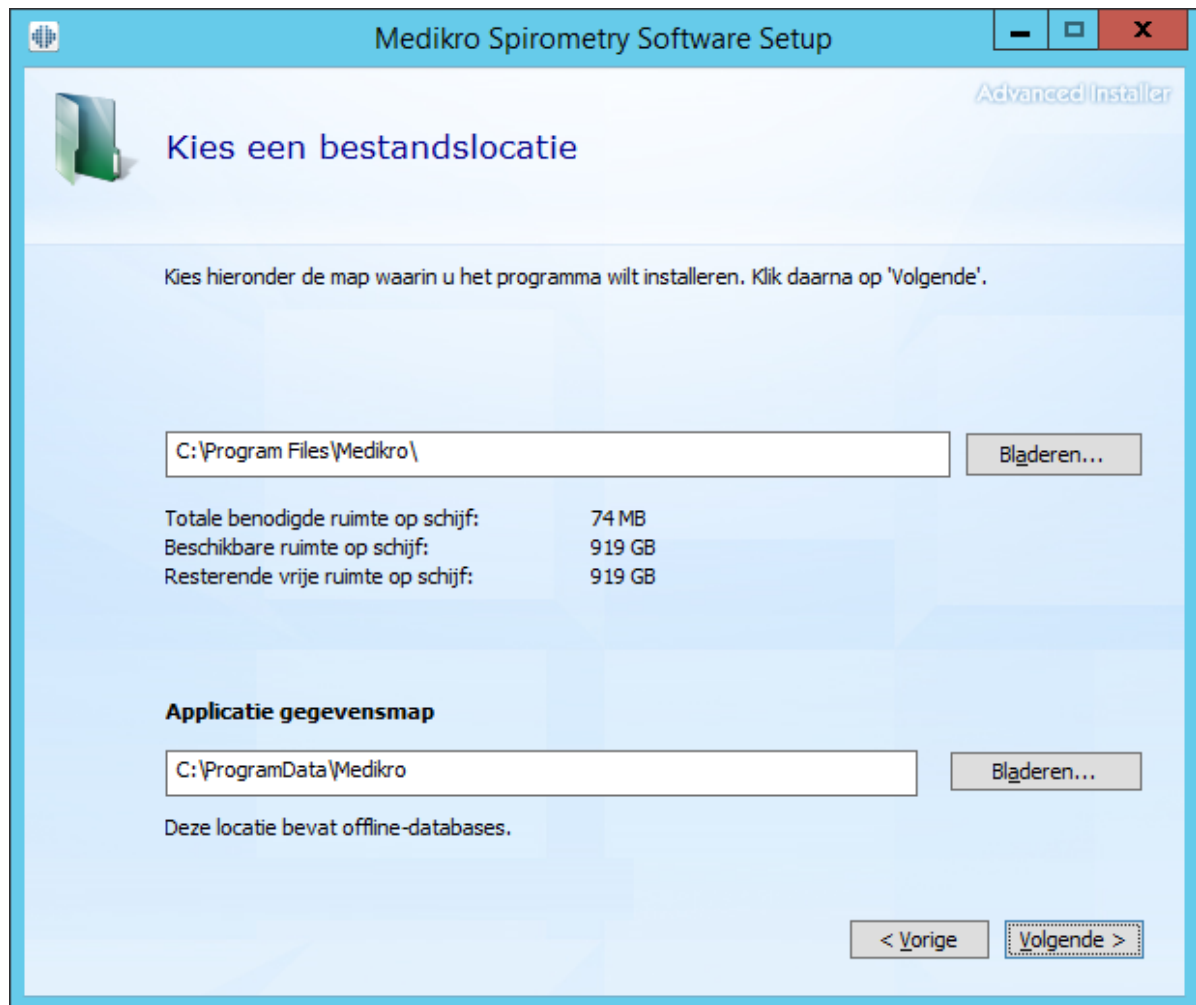 Medikro Spirometry Software Setup
Advanced Installer
Kies een bestandslocatie
Kies hieronder de map waarin u het programma wilt installeren. Klik daarna op 'Volgende'.
C:\Program Files\Medikro\
Bladeren...
Totale benodigde ruimte op schijf: 74 MB
Beschikbare ruimte op schijf: 919 GB
Resterende vrije ruimte op schijf: 919 GB
Applicatie gegevensmap
C:\ProgramData\Medikro
Bladeren...
Deze locatie bevat offline-databases.
< Vorige
Volgende >